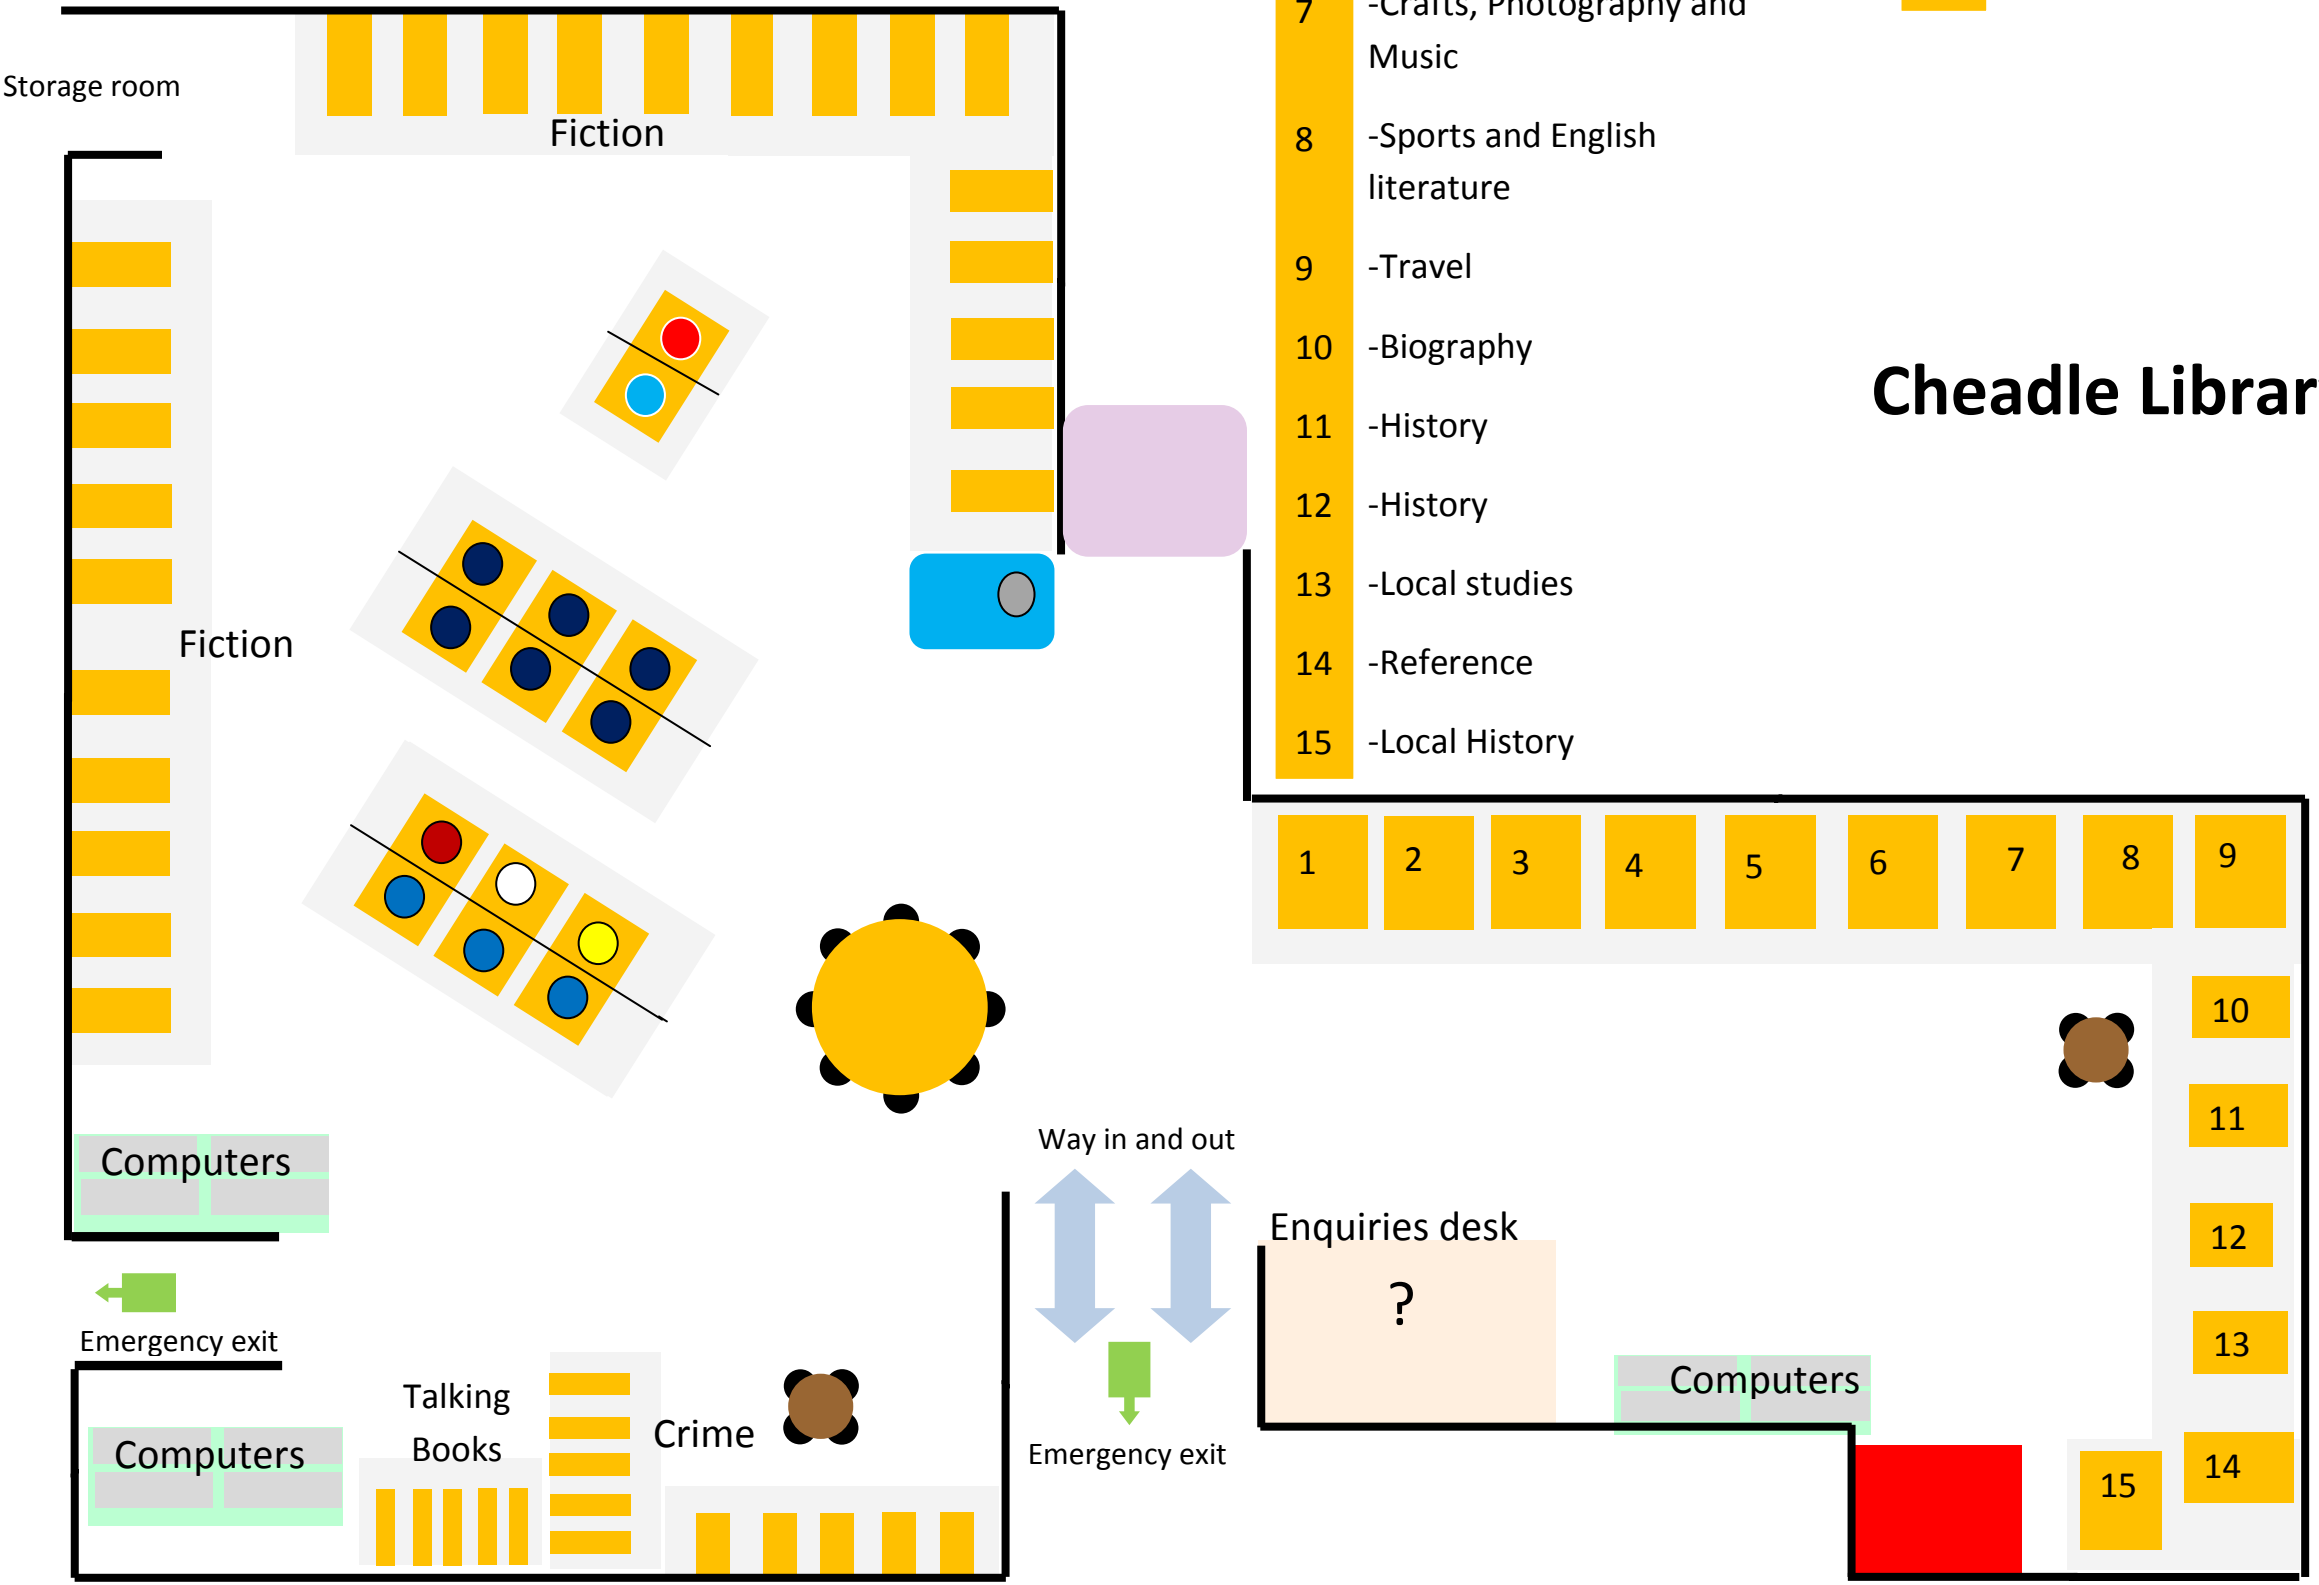 7 -Crafts, Photography and
Music
Storage room
Fiction
8 -Sports and English
literature
9 -Travel
10 -Biography
Cheadle Librar
11 -History
12 -History
13 -Local studies
14 -Reference
15 -Local History
Fiction
1 2 3 4 5 6 7 8 9
10
11
12
13
14
15
Computers
Way in and out
Enquiries desk
?
Emergency exit
Talking
Books
Crime
Computers
Emergency exit
Computers